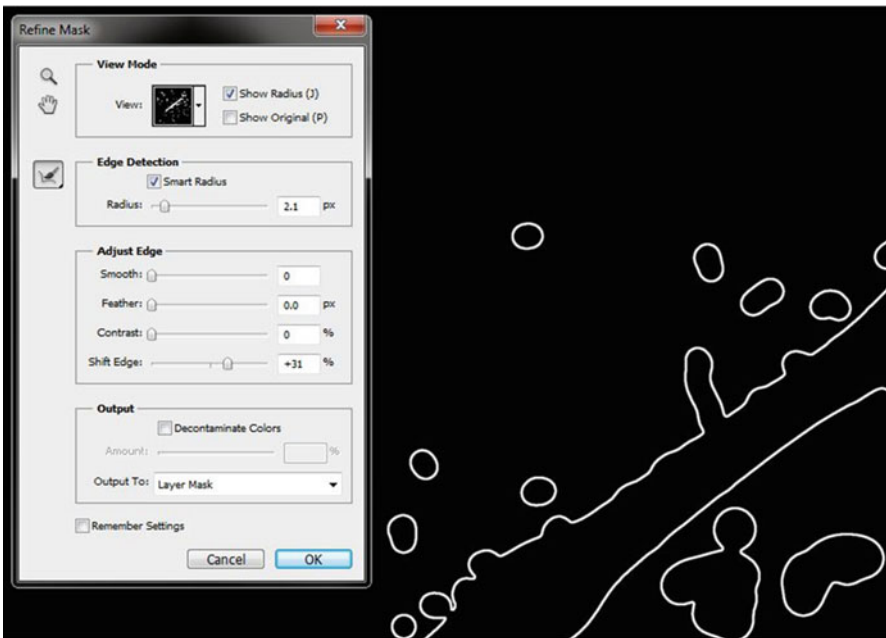 Refine Mask
View Mode
View:
Show Radius (J)
Show Original (P)
Edge Detection
Smart Radius
Radius: 2.1 px
Adjust Edge
Smooth: 0
Feather: 0.0 px
Contrast: 0 %
Shift Edge: +31 %
Output
Decontaminate Colors
Amount: %
Output To: Layer Mask
Remember Settings
Cancel OK